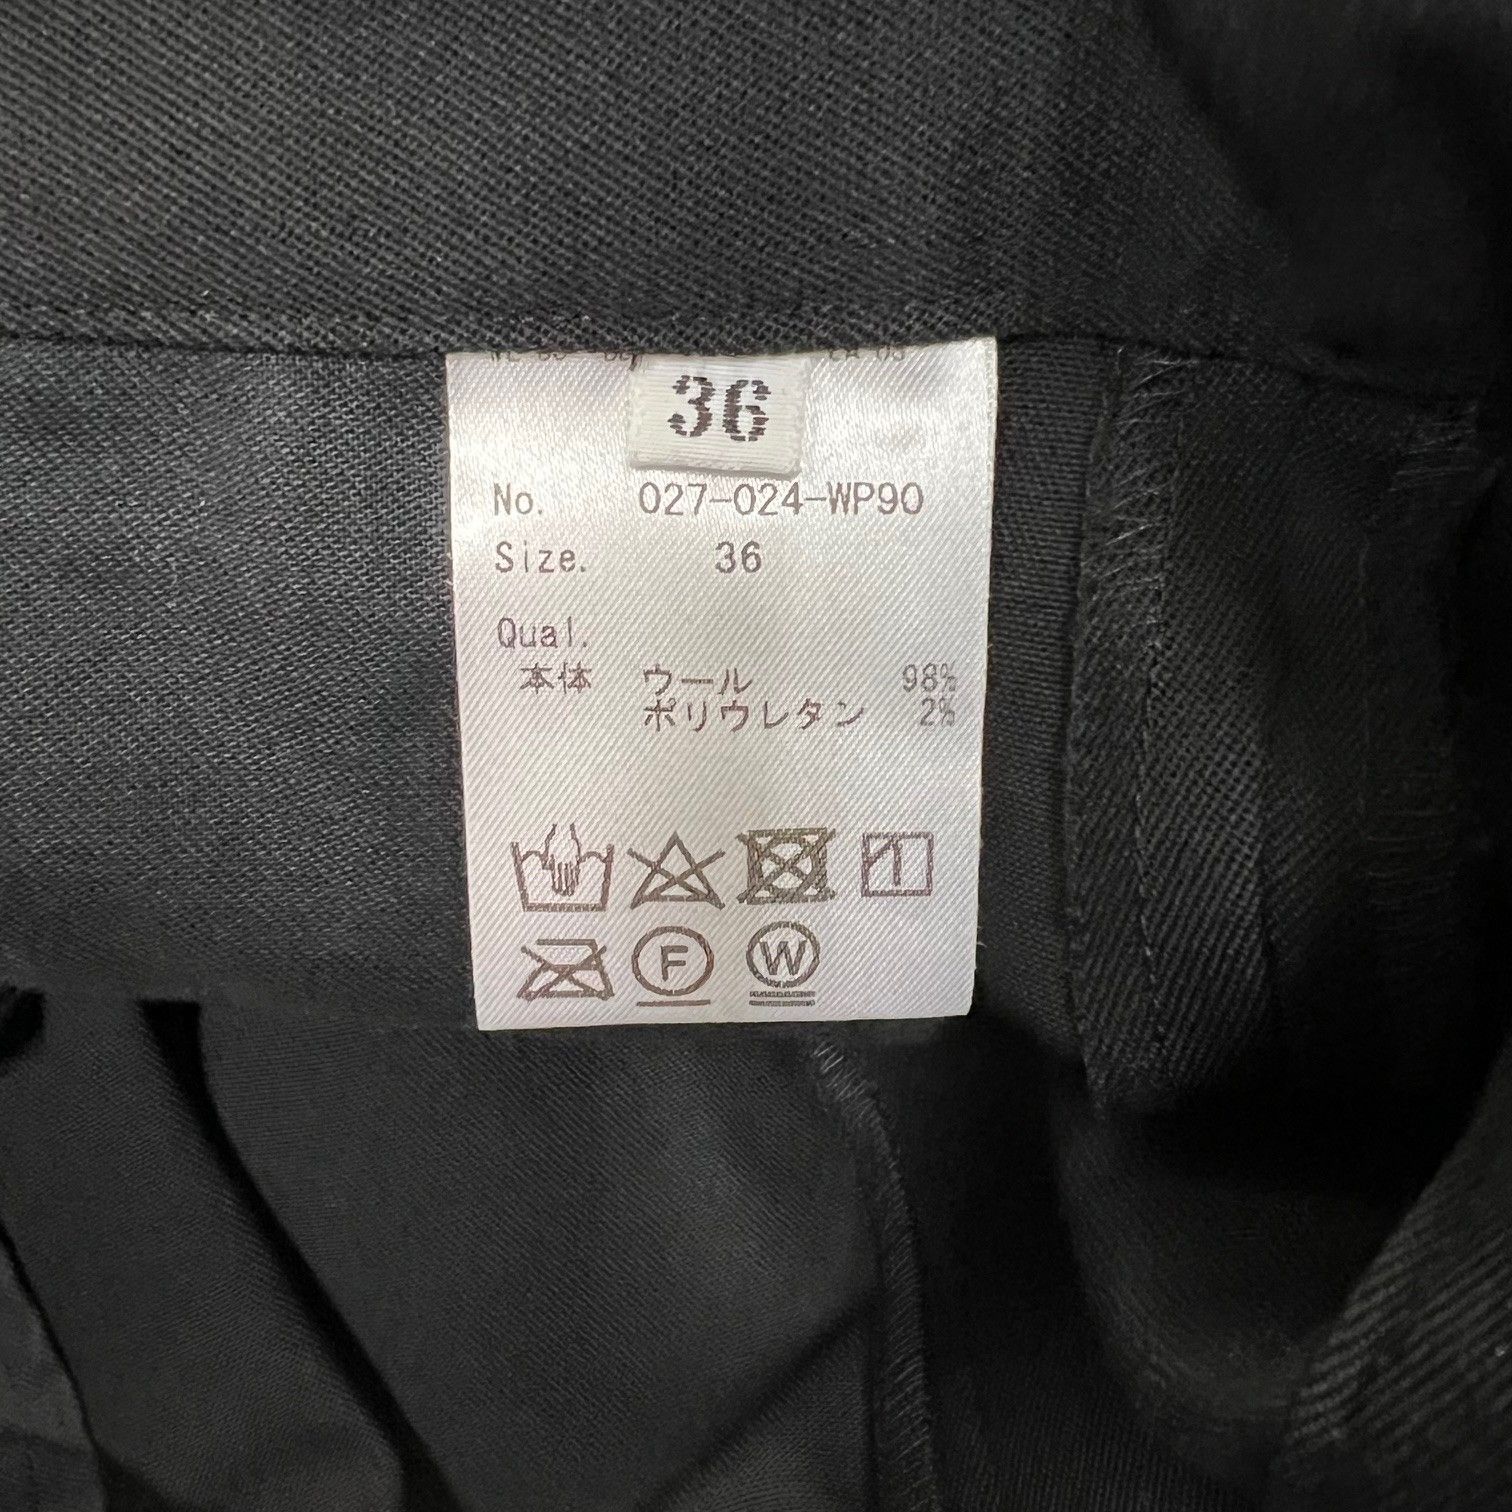 36
No. 027-024-WP90
Size. 36
Qual.
本体 ウール 98%
ポリウレタン 2%
F
W